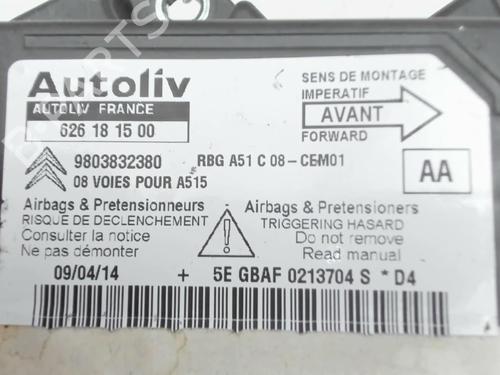 Autoliv
AUTOLIV FRANCE
626 18 15 00
SENS DE MONTAGE
IMPERATIF
AVANT
FORWARD
9803832380
RBG A51 C 08-CEM01
08 VOIES POUR A515
AA
Airbags & Pretensionneurs
RISQUE DE DECLENCHEMENT
Consulter la notice
Ne pas démonter
Airbags & Pretensioners
TRIGGERING HASARD
Do not remove
Read manual
09/04/14 + 5E GBAF 0213704 S * D4